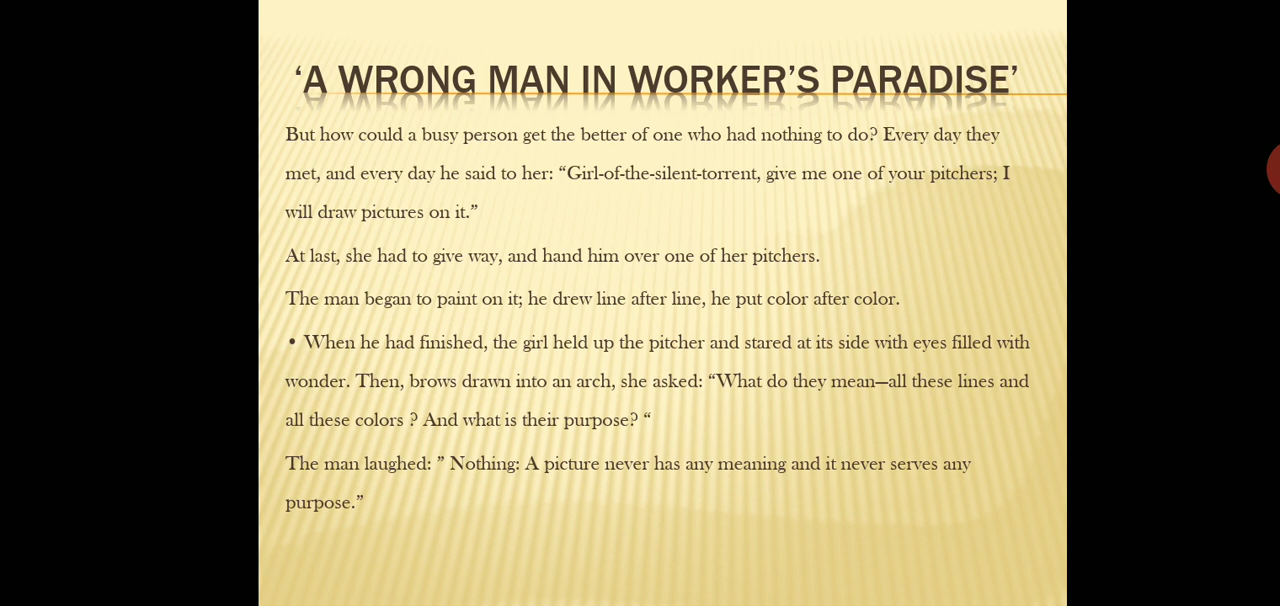 ‘A WRONG MAN IN WORKER’S PARADISE’
But how could a busy person get the better of one who had nothing to do? Every day they
met, and every day he said to her: “Girl-of-the-silent-torrent, give me one of your pitchers; I
will draw pictures on it.”
At last, she had to give way, and hand him over one of her pitchers.
The man began to paint on it; he drew line after line, he put color after color.
• When he had finished, the girl held up the pitcher and stared at its side with eyes filled with
wonder. Then, brows drawn into an arch, she asked: “What do they mean—all these lines and
all these colors ? And what is their purpose? “
The man laughed: ” Nothing: A picture never has any meaning and it never serves any
purpose.”